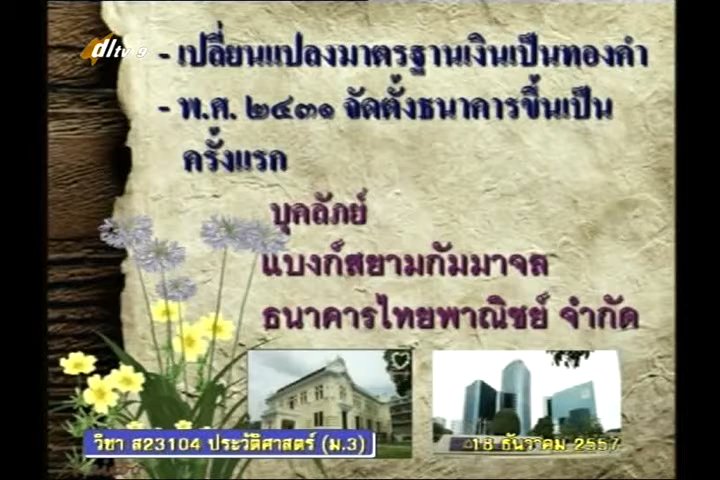 dltv 9
- เปลี่ยนแปลงมาตรฐานเงินเป็นทองคำ
- พ.ศ. ๒๔๓๑ จัดตั้งธนาคารขึ้นเป็น
ครั้งแรก
บุคลัภย์
แบงก์สยามกัมมาจล
ธนาคารไทยพาณิชย์ จำกัด
วิชา ส23104 ประวัติศาสตร์ (ม.3)
18 ธันวาคม 2557